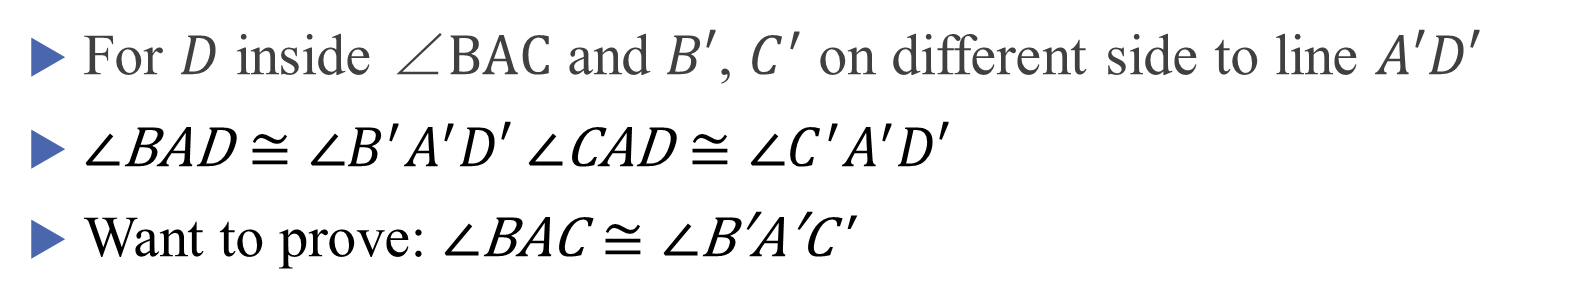 ▶ For D inside ∠BAC and B′, C′ on different side to line A′D′
▶ ∠BAD ≅ ∠B′A′D′ ∠CAD ≅ ∠C′A′D′
▶ Want to prove: ∠BAC ≅ ∠B′A′C′